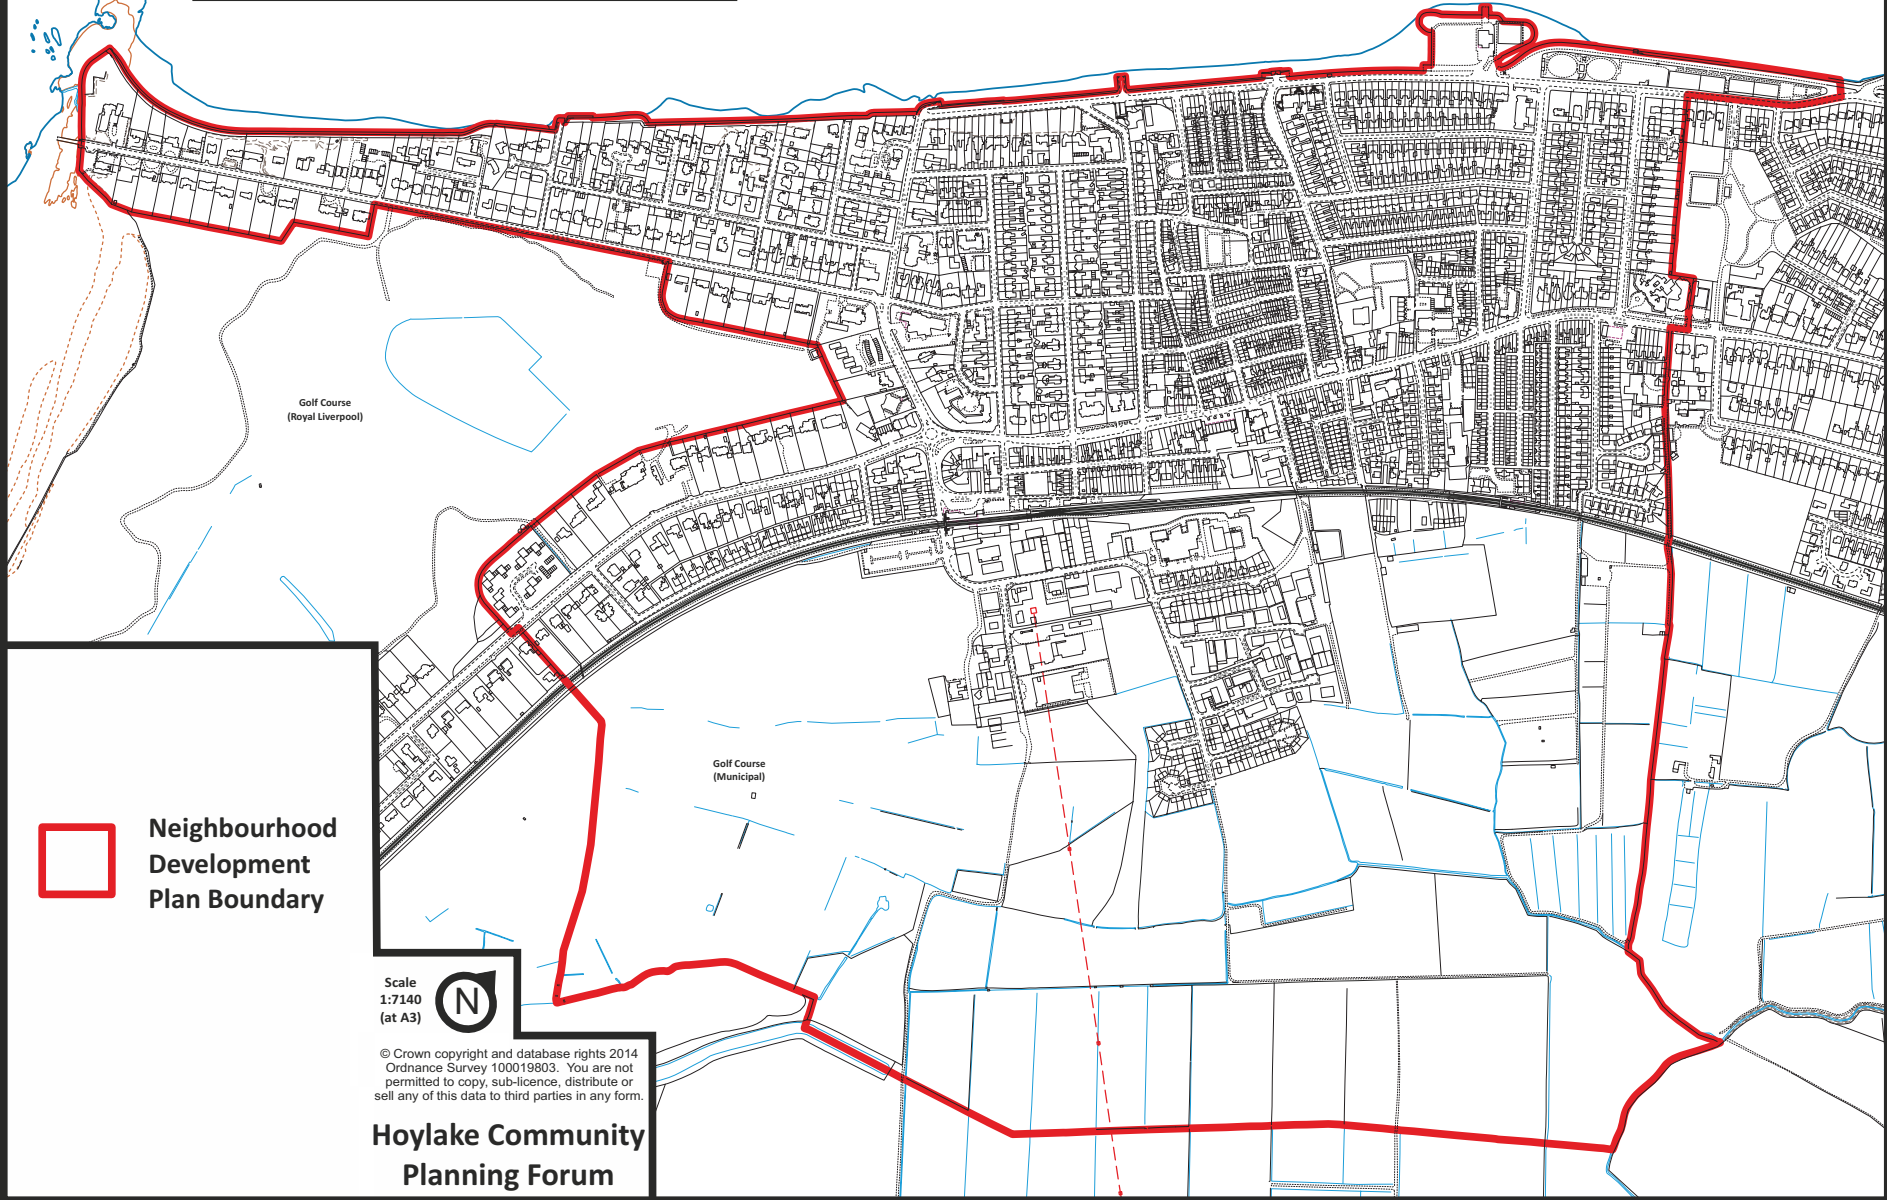 Golf Course
(Royal Liverpool)
Golf Course
(Municipal)
Neighbourhood
Development
Plan Boundary
Scale
1:7140
(at A3)
N
© Crown copyright and database rights 2014
Ordnance Survey 100019803. You are not
permitted to copy, sub-licence, distribute or
sell any of this data to third parties in any form.
Hoylake Community
Planning Forum